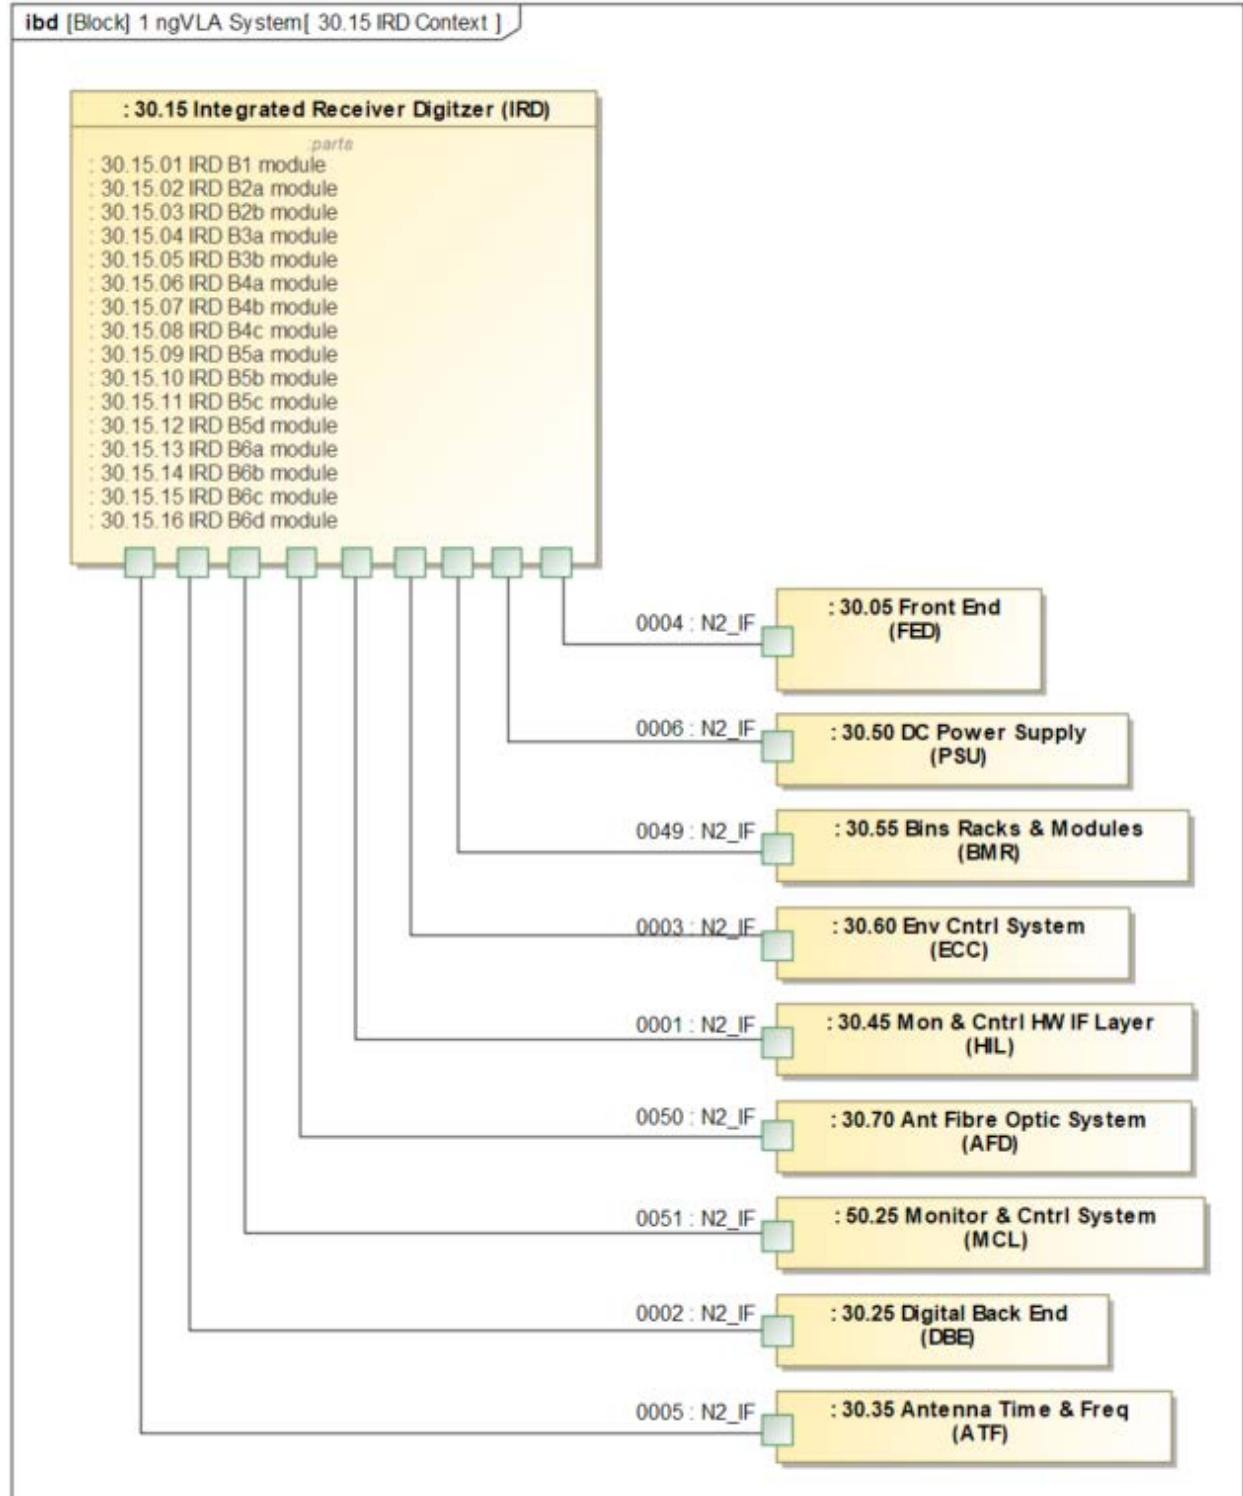 ibd [Block] 1 ngVLA System[ 30.15 IRD Context ]
: 30.15 Integrated Receiver Digitzer (IRD)
:parts
: 30.15.01 IRD B1 module
: 30.15.02 IRD B2a module
: 30.15.03 IRD B2b module
: 30.15.04 IRD B3a module
: 30.15.05 IRD B3b module
: 30.15.06 IRD B4a module
: 30.15.07 IRD B4b module
: 30.15.08 IRD B4c module
: 30.15.09 IRD B5a module
: 30.15.10 IRD B5b module
: 30.15.11 IRD B5c module
: 30.15.12 IRD B5d module
: 30.15.13 IRD B6a module
: 30.15.14 IRD B6b module
: 30.15.15 IRD B6c module
: 30.15.16 IRD B6d module
0004 : N2_IF
: 30.05 Front End
(FED)
0006 : N2_IF
: 30.50 DC Power Supply
(PSU)
0049 : N2_IF
: 30.55 Bins Racks & Modules
(BMR)
0003 : N2_IF
: 30.60 Env Cntrl System
(ECC)
0001 : N2_IF
: 30.45 Mon & Cntrl HW IF Layer
(HIL)
0050 : N2_IF
: 30.70 Ant Fibre Optic System
(AFD)
0051 : N2_IF
: 50.25 Monitor & Cntrl System
(MCL)
0002 : N2_IF
: 30.25 Digital Back End
(DBE)
0005 : N2_IF
: 30.35 Antenna Time & Freq
(ATF)